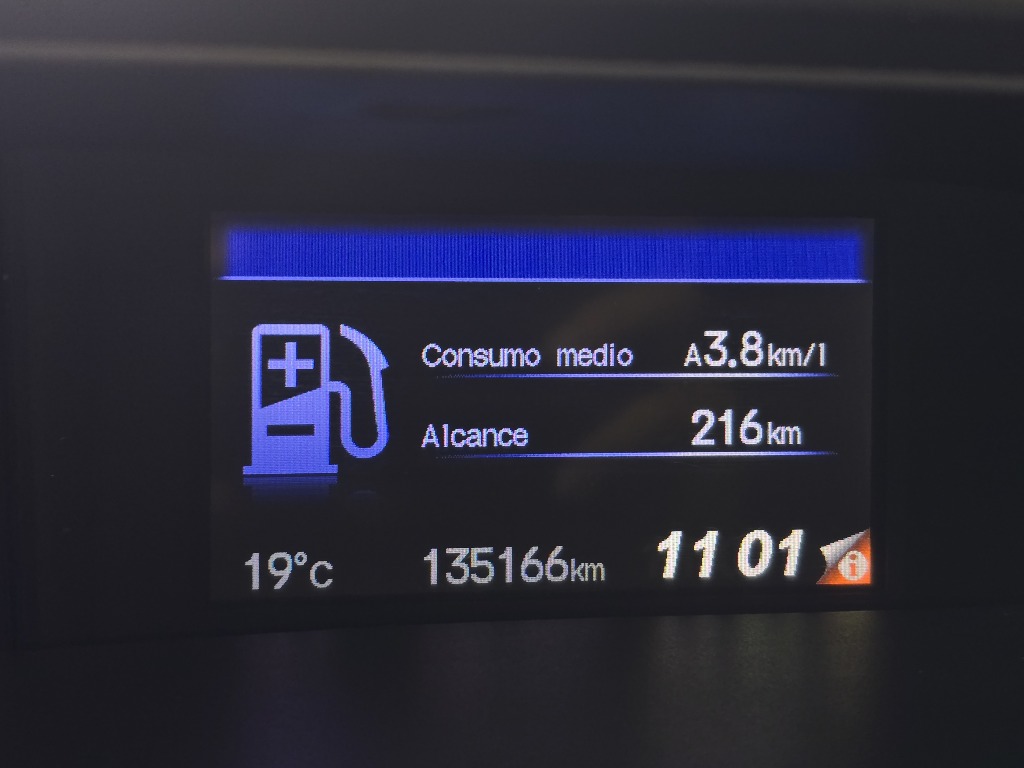 Consumo medio A3.8km/l
Alcance 216km
19°C 135166km 11 01 i